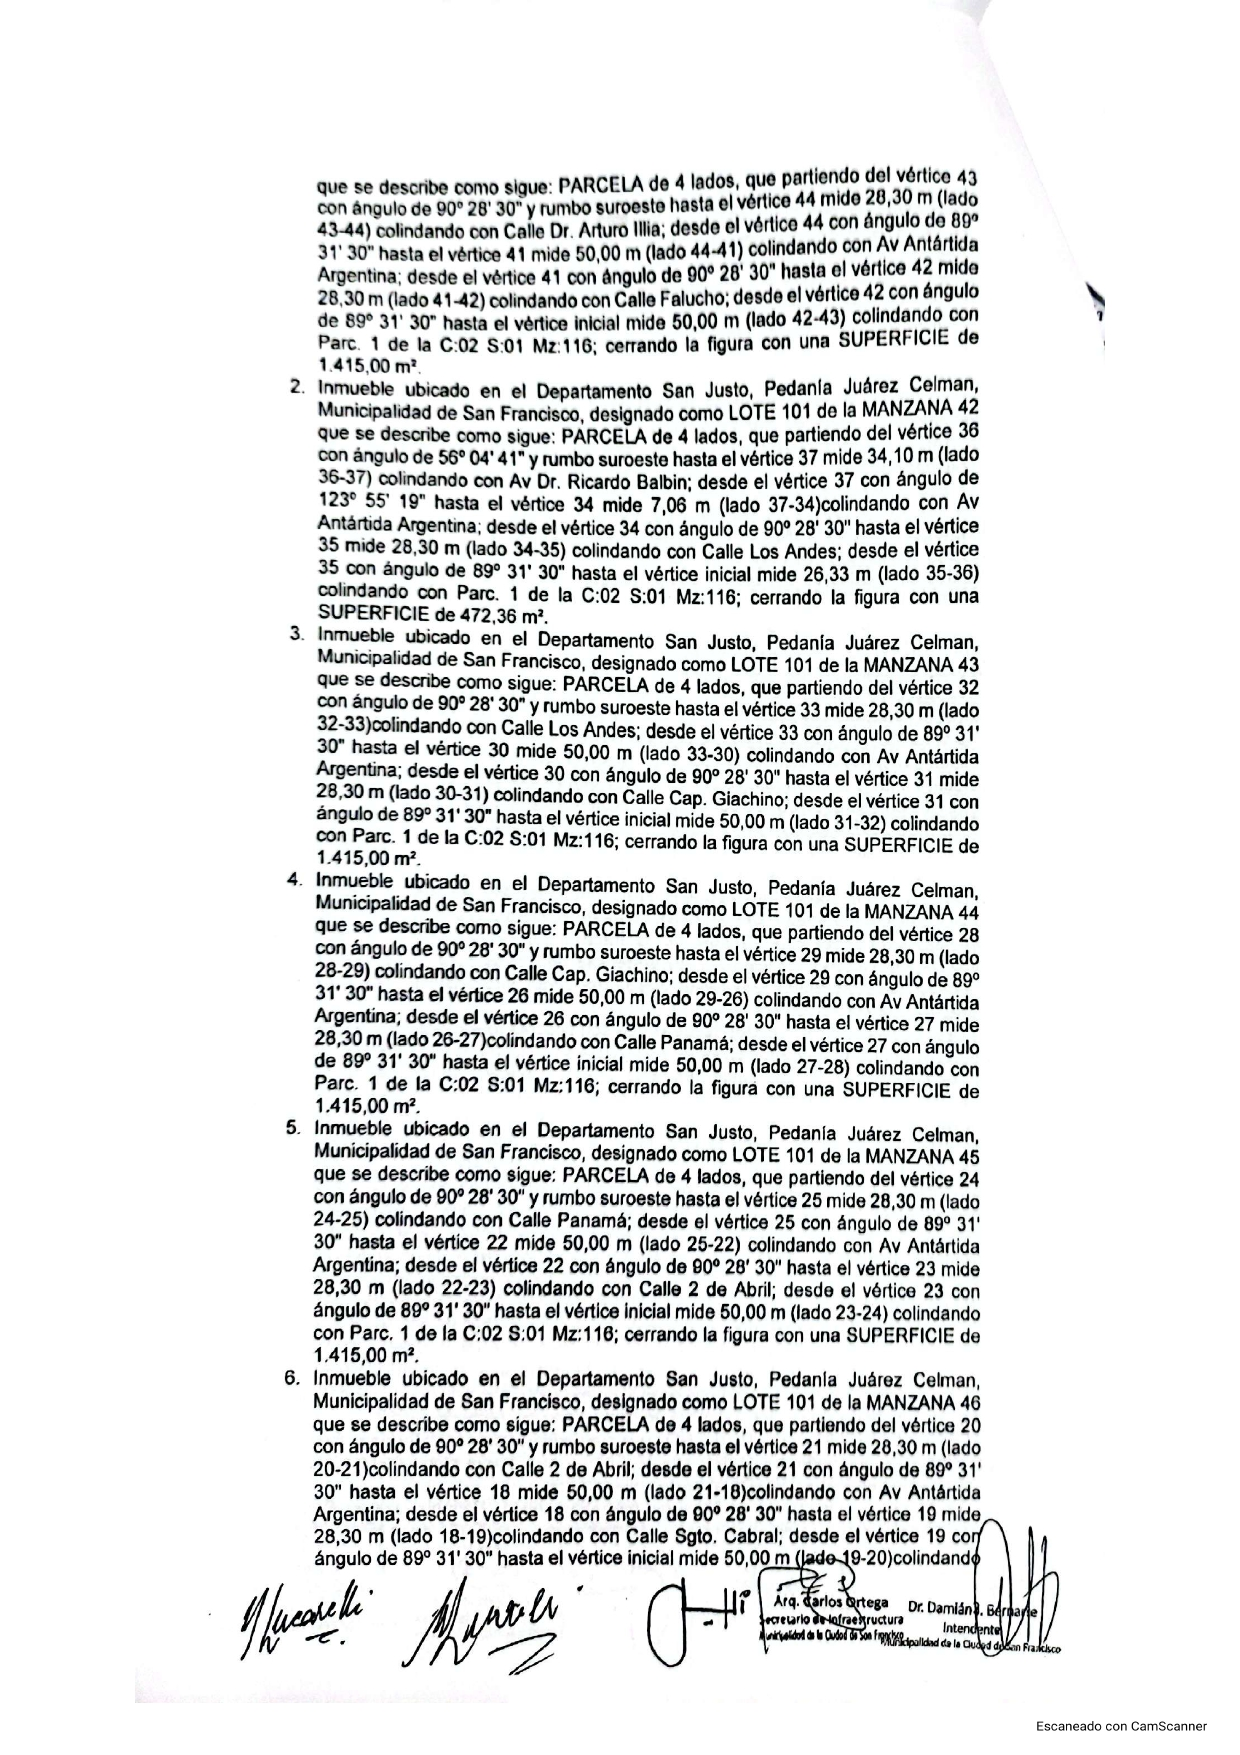 que se describe como sigue: PARCELA de 4 lados, que partiendo del vértice 43
con ángulo de 90º 28' 30" y rumbo suroeste hasta el vértice 44 mide 28,30 m (lado
43-44) colindando con Calle Dr. Arturo Illia; desde el vértice 44 con ángulo de 89º
31' 30" hasta el vértice 41 mide 50,00 m (lado 44-41) colindando con Av Antártida
Argentina; desde el vértice 41 con ángulo de 90º 28' 30" hasta el vértice 42 mide
28,30 m (lado 41-42) colindando con Calle Falucho; desde el vértice 42 con ángulo
de 89º 31' 30" hasta el vértice inicial mide 50,00 m (lado 42-43) colindando con
Parc. 1 de la C:02 S:01 Mz:116; cerrando la figura con una SUPERFICIE de
1.415,00 m².
2. Inmueble ubicado en el Departamento San Justo, Pedanía Juárez Celman,
Municipalidad de San Francisco, designado como LOTE 101 de la MANZANA 42
que se describe como sigue: PARCELA de 4 lados, que partiendo del vértice 36
con ángulo de 56º 04' 41" y rumbo suroeste hasta el vértice 37 mide 34,10 m (lado
36-37) colindando con Av Dr. Ricardo Balbin; desde el vértice 37 con ángulo de
123º 55' 19" hasta el vértice 34 mide 7,06 m (lado 37-34)colindando con Av
Antártida Argentina; desde el vértice 34 con ángulo de 90º 28' 30" hasta el vértice
35 mide 28,30 m (lado 34-35) colindando con Calle Los Andes; desde el vértice
35 con ángulo de 89º 31' 30" hasta el vértice inicial mide 26,33 m (lado 35-36)
colindando con Parc. 1 de la C:02 S:01 Mz:116; cerrando la figura con una
SUPERFICIE de 472,36 m².
3. Inmueble ubicado en el Departamento San Justo, Pedanía Juárez Celman,
Municipalidad de San Francisco, designado como LOTE 101 de la MANZANA 43
que se describe como sigue: PARCELA de 4 lados, que partiendo del vértice 32
con ángulo de 90º 28' 30" y rumbo suroeste hasta el vértice 33 mide 28,30 m (lado
32-33)colindando con Calle Los Andes; desde el vértice 33 con ángulo de 89º 31'
30" hasta el vértice 30 mide 50,00 m (lado 33-30) colindando con Av Antártida
Argentina; desde el vértice 30 con ángulo de 90º 28' 30" hasta el vértice 31 mide
28,30 m (lado 30-31) colindando con Calle Cap. Giachino; desde el vértice 31 con
ángulo de 89º 31' 30" hasta el vértice inicial mide 50,00 m (lado 31-32) colindando
con Parc. 1 de la C:02 S:01 Mz:116; cerrando la figura con una SUPERFICIE de
1.415,00 m².
4. Inmueble ubicado en el Departamento San Justo, Pedanía Juárez Celman,
Municipalidad de San Francisco, designado como LOTE 101 de la MANZANA 44
que se describe como sigue: PARCELA de 4 lados, que partiendo del vértice 28
con ángulo de 90º 28' 30" y rumbo suroeste hasta el vértice 29 mide 28,30 m (lado
28-29) colindando con Calle Cap. Giachino; desde el vértice 29 con ángulo de 89º
31' 30" hasta el vértice 26 mide 50,00 m (lado 29-26) colindando con Av Antártida
Argentina; desde el vértice 26 con ángulo de 90º 28' 30" hasta el vértice 27 mide
28,30 m (lado 26-27)colindando con Calle Panamá; desde el vértice 27 con ángulo
de 89º 31' 30" hasta el vértice inicial mide 50,00 m (lado 27-28) colindando con
Parc. 1 de la C:02 S:01 Mz:116; cerrando la figura con una SUPERFICIE de
1.415,00 m².
5. Inmueble ubicado en el Departamento San Justo, Pedanía Juárez Celman,
Municipalidad de San Francisco, designado como LOTE 101 de la MANZANA 45
que se describe como sigue: PARCELA de 4 lados, que partiendo del vértice 24
con ángulo de 90º 28' 30" y rumbo suroeste hasta el vértice 25 mide 28,30 m (lado
24-25) colindando con Calle Panamá; desde el vértice 25 con ángulo de 89º 31'
30" hasta el vértice 22 mide 50,00 m (lado 25-22) colindando con Av Antártida
Argentina; desde el vértice 22 con ángulo de 90º 28' 30" hasta el vértice 23 mide
28,30 m (lado 22-23) colindando con Calle 2 de Abril; desde el vértice 23 con
ángulo de 89º 31' 30" hasta el vértice inicial mide 50,00 m (lado 23-24) colindando
con Parc. 1 de la C:02 S:01 Mz:116; cerrando la figura con una SUPERFICIE de
1.415,00 m².
6. Inmueble ubicado en el Departamento San Justo, Pedanía Juárez Celman,
Municipalidad de San Francisco, designado como LOTE 101 de la MANZANA 46
que se describe como sigue: PARCELA de 4 lados, que partiendo del vértice 20
con ángulo de 90º 28' 30" y rumbo suroeste hasta el vértice 21 mide 28,30 m (lado
20-21)colindando con Calle 2 de Abril; desde el vértice 21 con ángulo de 89º 31'
30" hasta el vértice 18 mide 50,00 m (lado 21-18)colindando con Av Antártida
Argentina; desde el vértice 18 con ángulo de 90º 28' 30" hasta el vértice 19 mide
28,30 m (lado 18-19)colindando con Calle Sgto. Cabral; desde el vértice 19 con
ángulo de 89º 31' 30" hasta el vértice inicial mide 50,00 m (lado 19-20)colindando
Arq. Carlos Ortega
Secretario de Infraestructura
Municipalidad de la Ciudad de San Francisco
Dr. Damián
Intendente
Municipalidad de la Ciudad de San Francisco
Escaneado con CamScanner